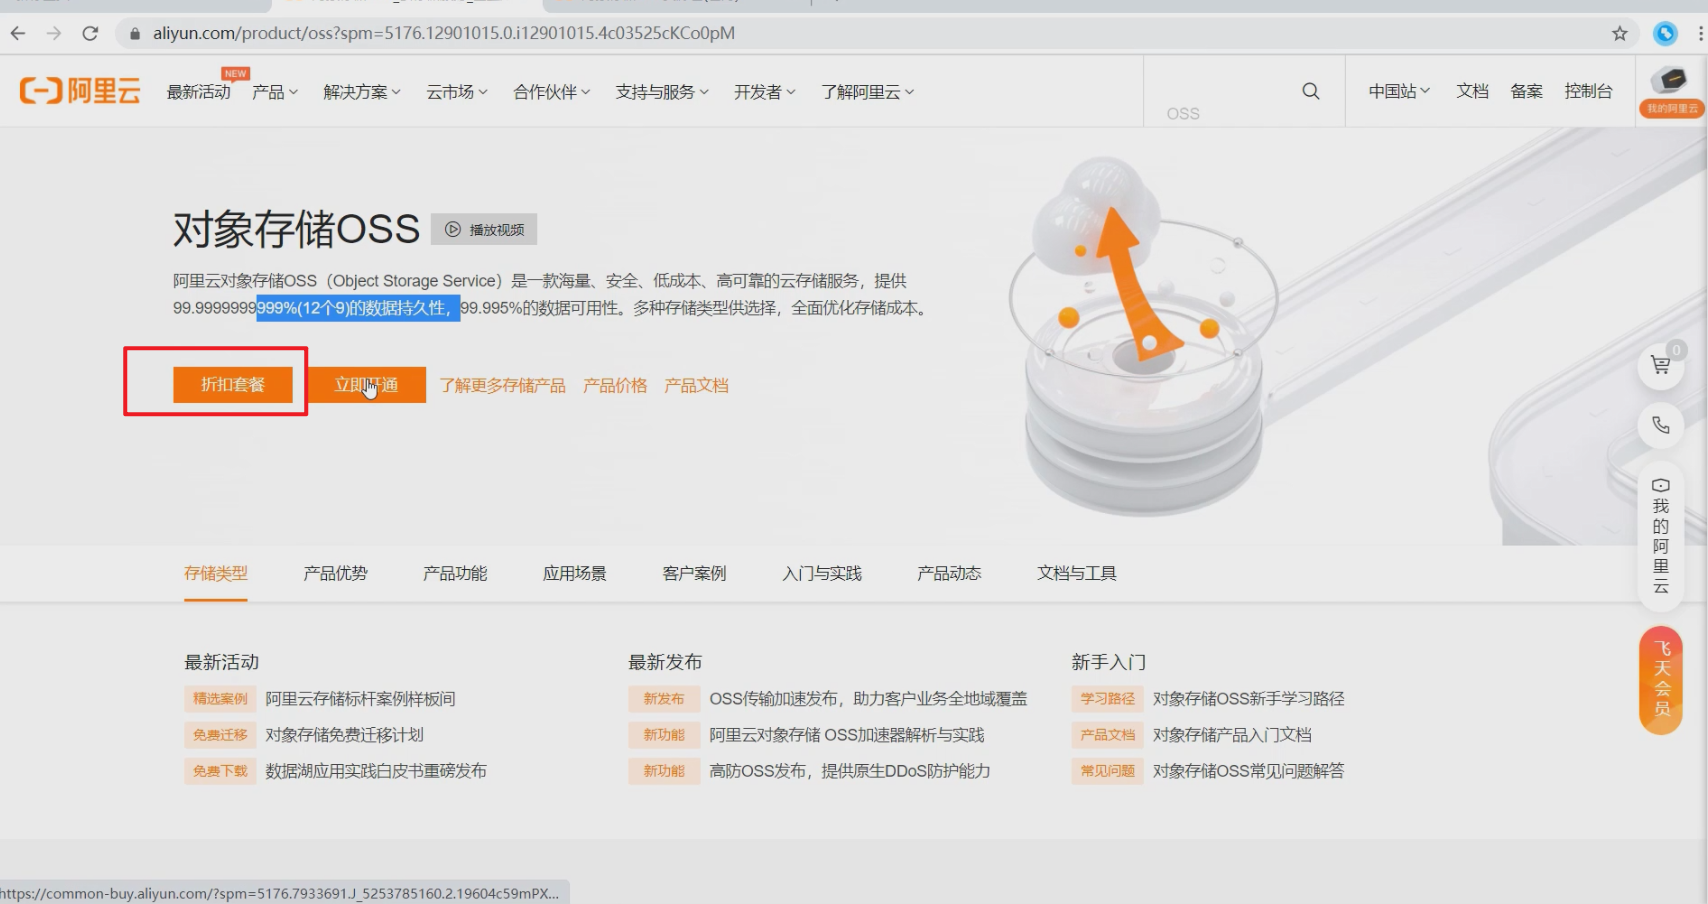 aliyun.com/product/oss?spm=5176.12901015.0.i12901015.4c03525cKCo0pM
阿里云
最新活动 NEW 产品 解决方案 云市场 合作伙伴 支持与服务 开发者 了解阿里云 OSS 中国站 文档 备案 控制台
我的阿里云
对象存储OSS 播放视频
阿里云对象存储OSS（Object Storage Service）是一款海量、安全、低成本、高可靠的云存储服务，提供
99.9999999999%(12个9)的数据持久性，99.995%的数据可用性。多种存储类型供选择，全面优化存储成本。
0
折扣套餐 立即开通 了解更多存储产品 产品价格 产品文档
我的阿里云
存储类型 产品优势 产品功能 应用场景 客户案例 入门与实践 产品动态 文档与工具
飞天会员
最新活动 最新发布 新手入门
精选案例 阿里云存储标杆案例样板间 新发布 OSS传输加速发布，助力客户业务全地域覆盖 学习路径 对象存储OSS新手学习路径
免费迁移 对象存储免费迁移计划 新功能 阿里云对象存储 OSS加速器解析与实践 产品文档 对象存储产品入门文档
免费下载 数据湖应用实践白皮书重磅发布 新功能 高防OSS发布，提供原生DDoS防护能力 常见问题 对象存储OSS常见问题解答
https://common-buy.aliyun.com/?spm=5176.7933691.J_5253785160.2.19604c59mPX...